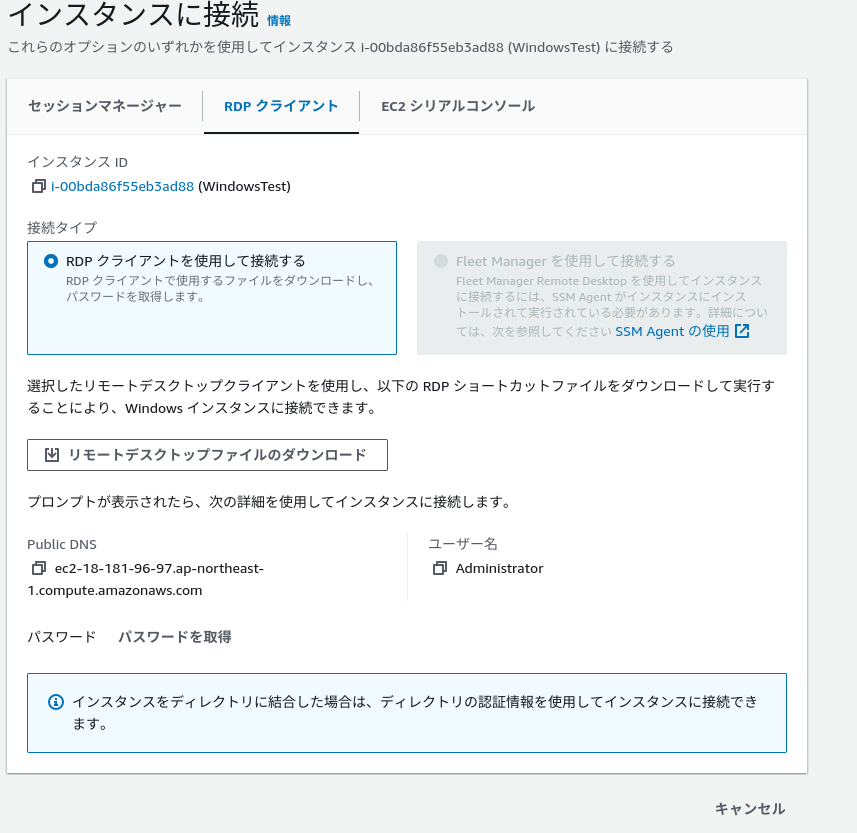 インスタンスに接続 情報
これらのオプションのいずれかを使用してインスタンス i-00bda86f55eb3ad88 (WindowsTest) に接続する
セッションマネージャー
RDP クライアント
EC2 シリアルコンソール
インスタンス ID
i-00bda86f55eb3ad88 (WindowsTest)
接続タイプ
RDP クライアントを使用して接続する
RDP クライアントで使用するファイルをダウンロードし、
パスワードを取得します。
Fleet Manager を使用して接続する
Fleet Manager Remote Desktop を使用してインスタンス
に接続するには、SSM Agent がインスタンスにインス
トールされて実行されている必要があります。詳細につい
ては、次を参照してください SSM Agent の使用
選択したリモートデスクトップクライアントを使用し、以下の RDP ショートカットファイルをダウンロードして実行す
ることにより、Windows インスタンスに接続できます。
リモートデスクトップファイルのダウンロード
プロンプトが表示されたら、次の詳細を使用してインスタンスに接続します。
Public DNS
ec2-18-181-96-97.ap-northeast-
1.compute.amazonaws.com
ユーザー名
Administrator
パスワード パスワードを取得
インスタンスをディレクトリに結合した場合は、ディレクトリの認証情報を使用してインスタンスに接続でき
ます。
キャンセル